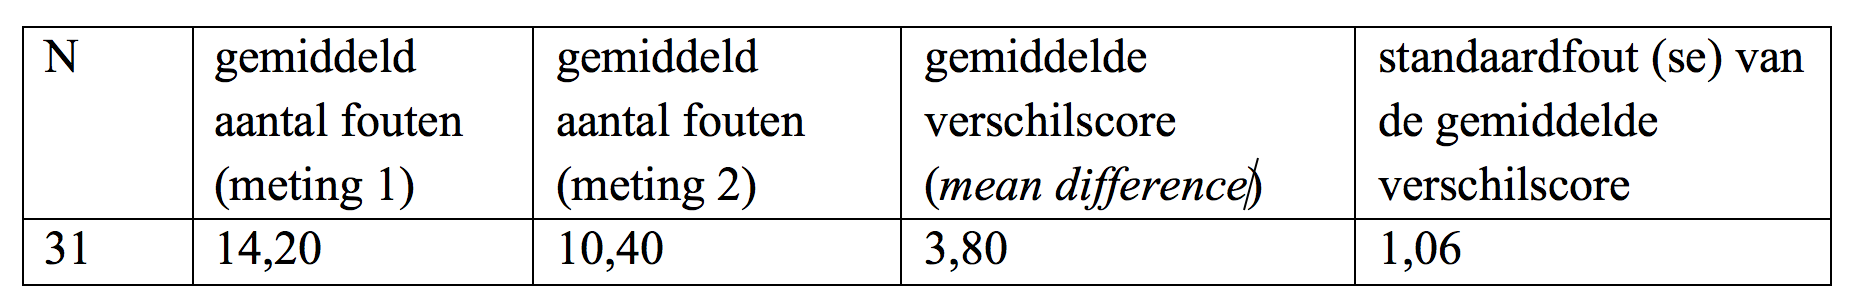 N
gemiddeld
aantal fouten
(meting 1)
gemiddeld
aantal fouten
(meting 2)
gemiddelde
verschilscore
(mean difference)
standaardfout (se) van
de gemiddelde
verschilscore
31
14,20
10,40
3,80
1,06